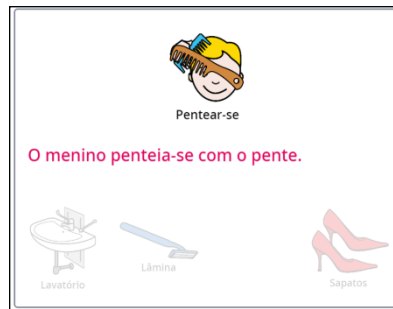 Pentear-se
O menino penteia-se com o pente.
Lâmina
Lavatório
Sapatos